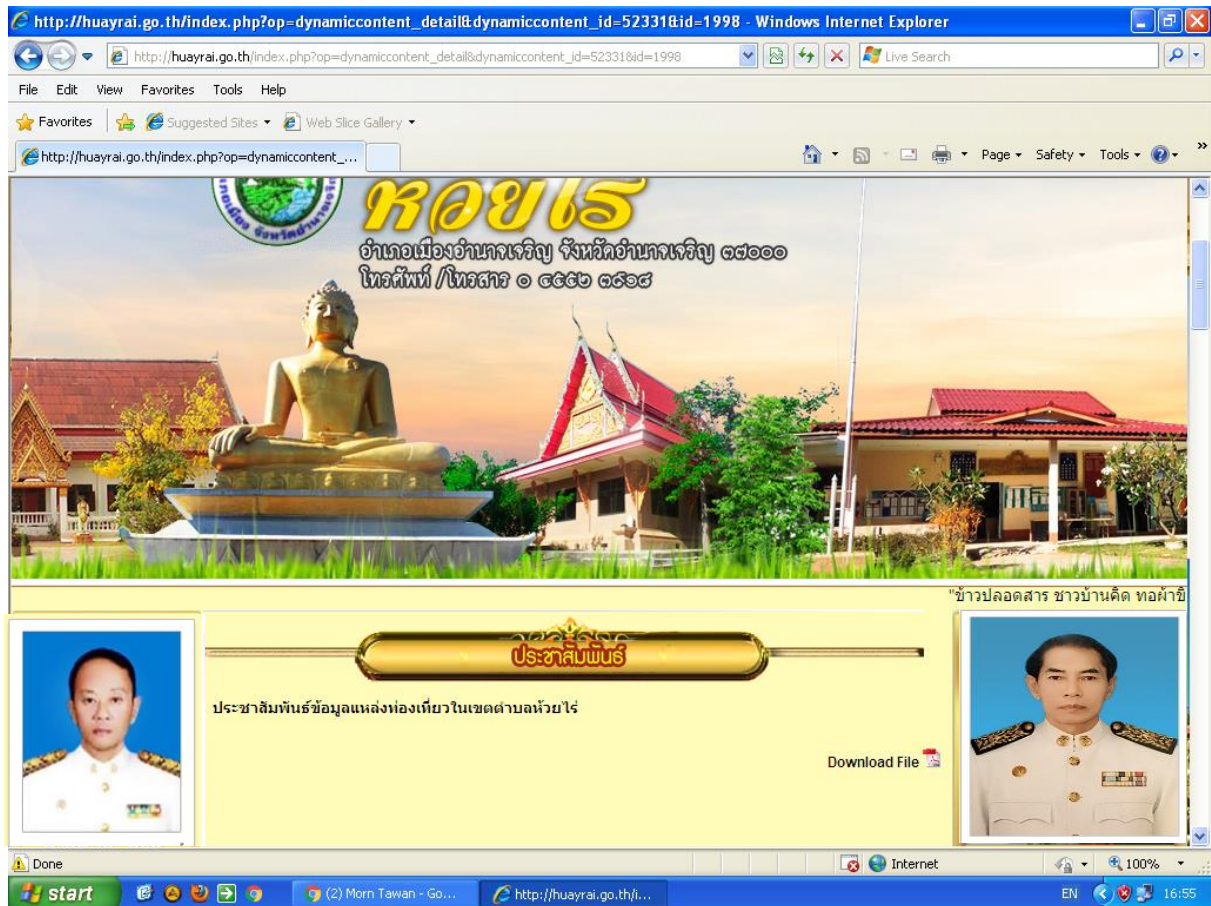 http://huayrai.go.th/index.php?op=dynamiccontent_detail&dynamiccontent_id=52331&id=1998 - Windows Internet Explorer
http://huayrai.go.th/index.php?op=dynamiccontent_detail&dynamiccontent_id=52331&id=1998
Live Search
File Edit View Favorites Tools Help
Favorites Suggested Sites Web Slice Gallery
http://huayrai.go.th/index.php?op=dynamiccontent_... Page Safety Tools »
ห้วยไร่
อำเภอเมืองอำนาจเจริญ จังหวัดอำนาจเจริญ ๓๗๐๐๐
โทรศัพท์ /โทรสาร ๐ ๔๕๕๒
"ข้าวปลอดสาร ชาวบ้านคิด ทอผ้าขิ
ประชาสัมพันธ์
ประชาสัมพันธ์ข้อมูลแหล่งท่องเที่ยวในเขตตำบลห้วยไร่
Download File
Done Internet 100%
start (2) Morn Tawan - Go... http://huayrai.go.th/i... EN 16:55